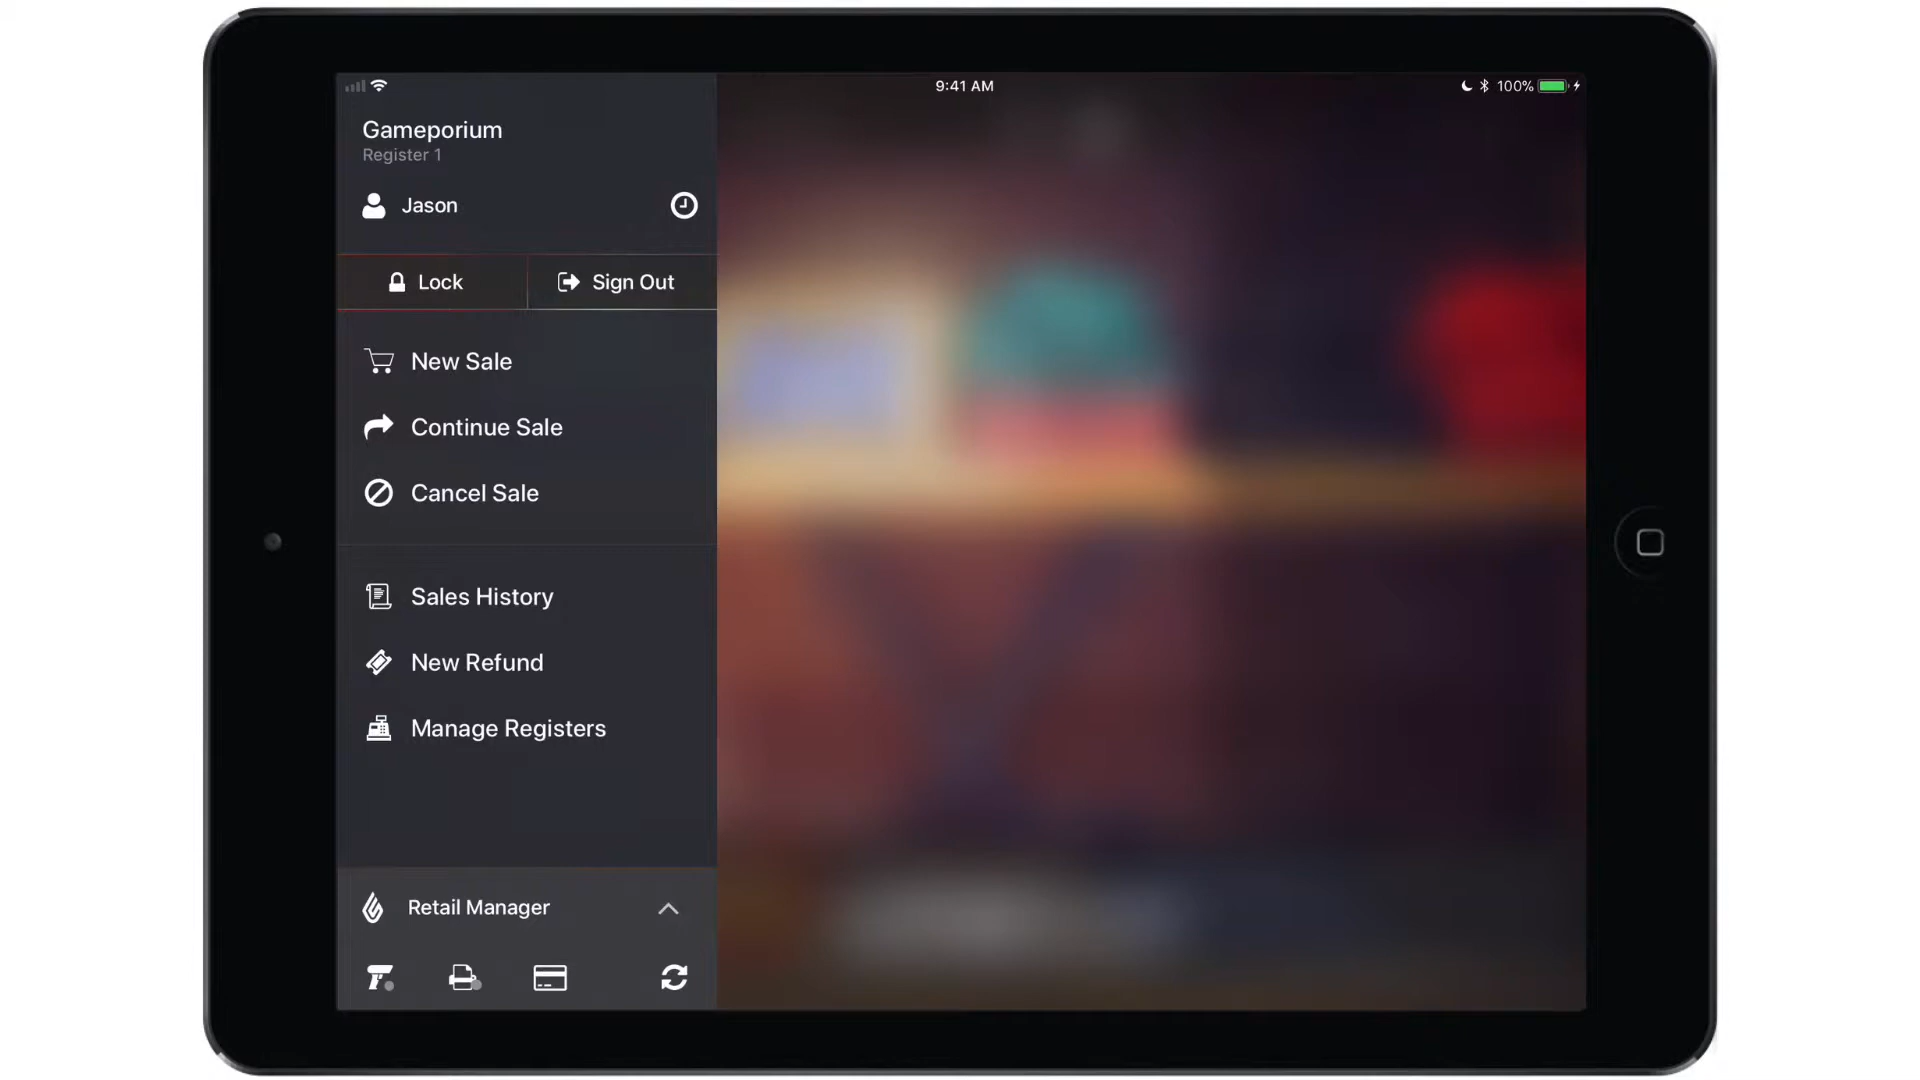 9:41 AM
100%
Gameporium
Register 1
Jason
Lock
Sign Out
New Sale
Continue Sale
Cancel Sale
Sales History
New Refund
Manage Registers
Retail Manager